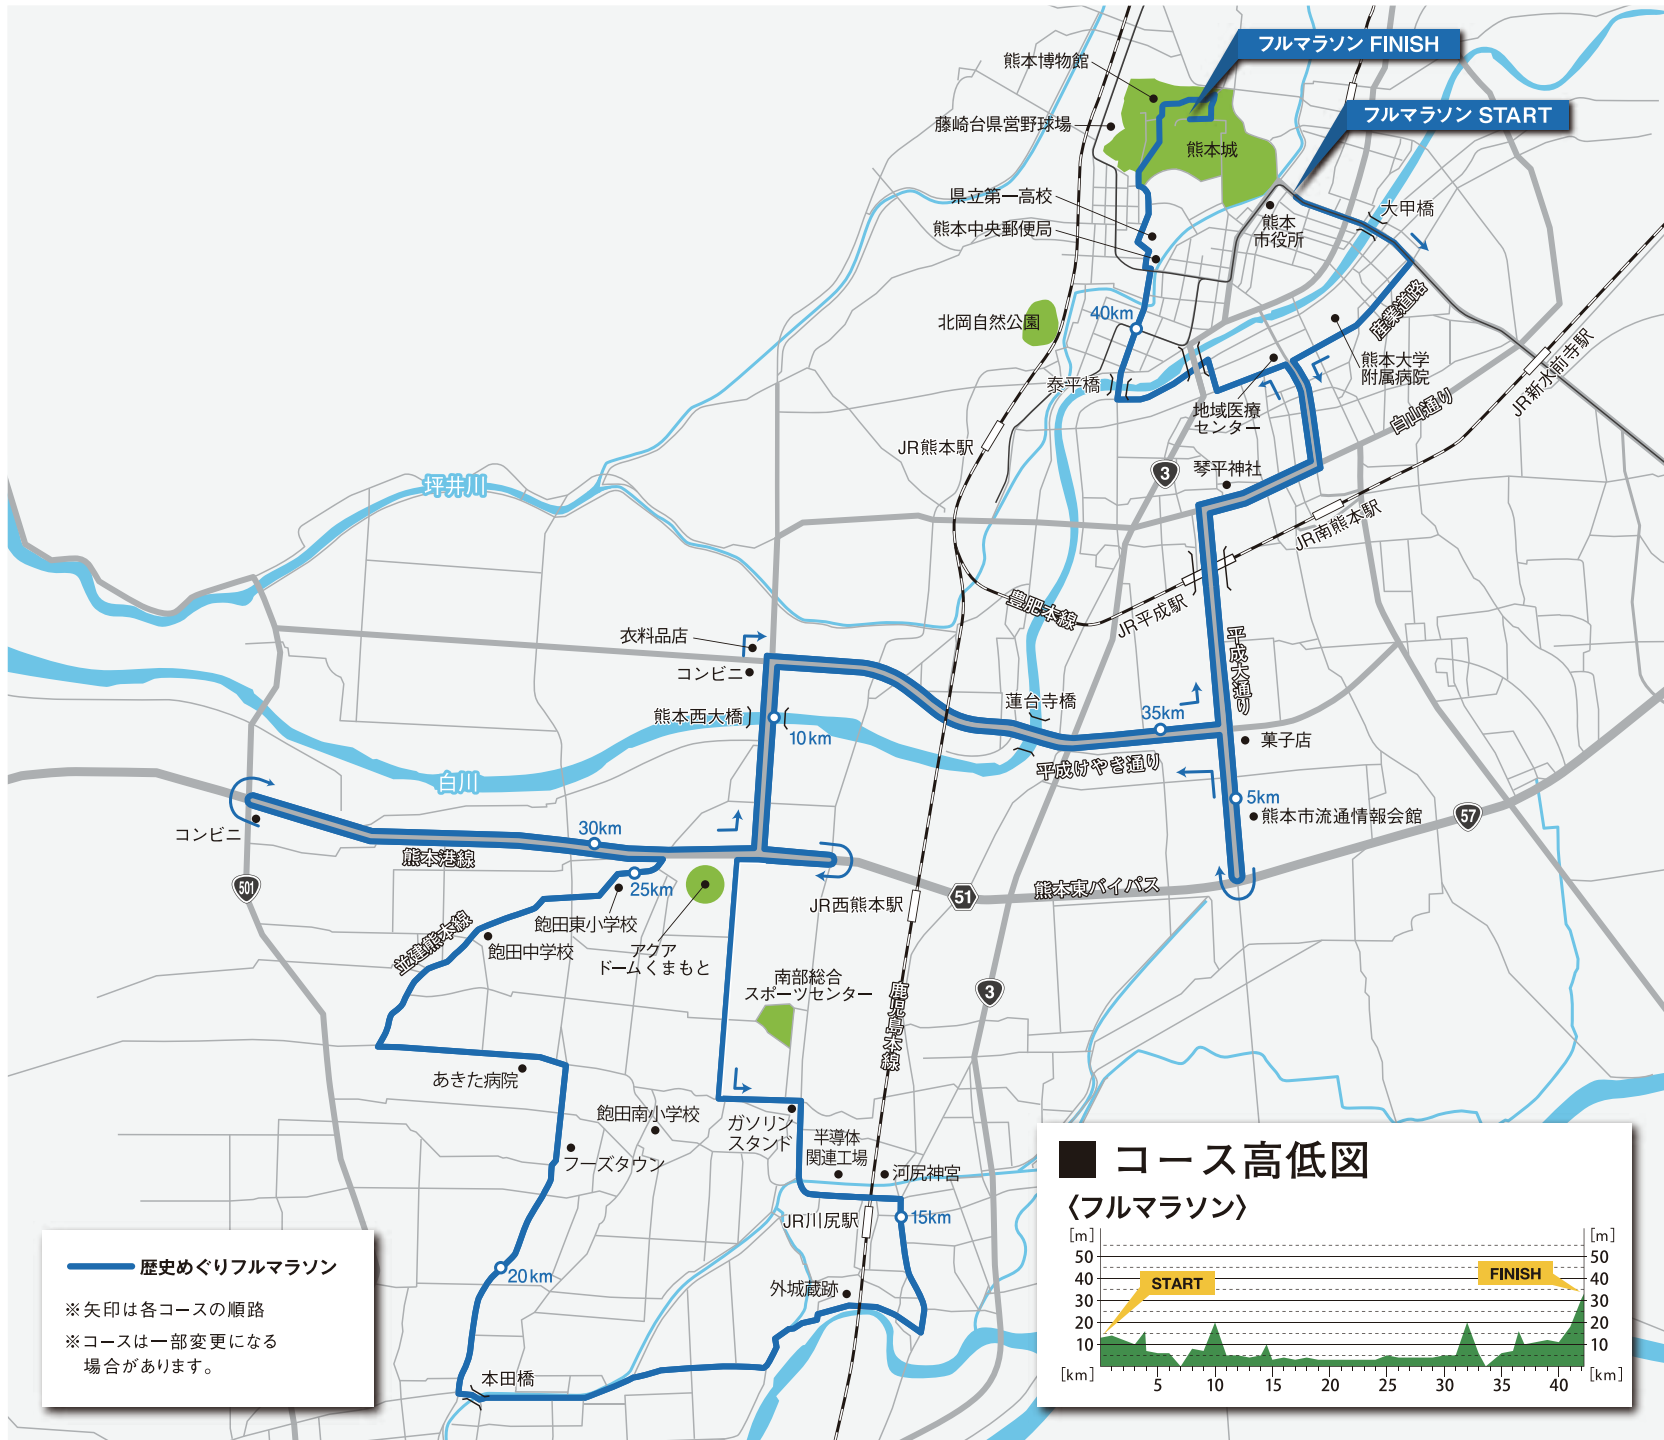 フルマラソン FINISH
熊本博物館
フルマラソン START
藤崎台県営野球場
熊本城
県立第一高校
熊本中央郵便局
熊本
市役所
大甲橋
産業道路
40km
北岡自然公園
熊本大学
附属病院
JR新水前寺駅
泰平橋
地域医療
センター
白山通り
JR熊本駅
3
琴平神社
坪井川
JR南熊本駅
豊肥本線
JR平成駅
衣料品店
コンビニ
平成大通り
蓮台寺橋
熊本西大橋
10km
35km
菓子店
平成けやき通り
白川
5km
熊本市流通情報会館
57
コンビニ
30km
熊本港線
25km
501
飽田東小学校
JR西熊本駅
51
熊本東バイパス
並建熊本線
飽田中学校
アクア
ドームくまもと
南部総合
スポーツセンター
鹿児島本線
3
あきた病院
飽田南小学校
ガソリン
スタンド
半導体
関連工場
フーズタウン
河尻神宮
JR川尻駅
15km
20km
外城蔵跡
本田橋
歴史めぐりフルマラソン
※矢印は各コースの順路
※コースは一部変更になる
場合があります。
■ コース高低図
〈フルマラソン〉
[m] [m]
50 50
40 40
START FINISH
30 30
20 20
10 10
[km] 5 10 15 20 25 30 35 40 [km]